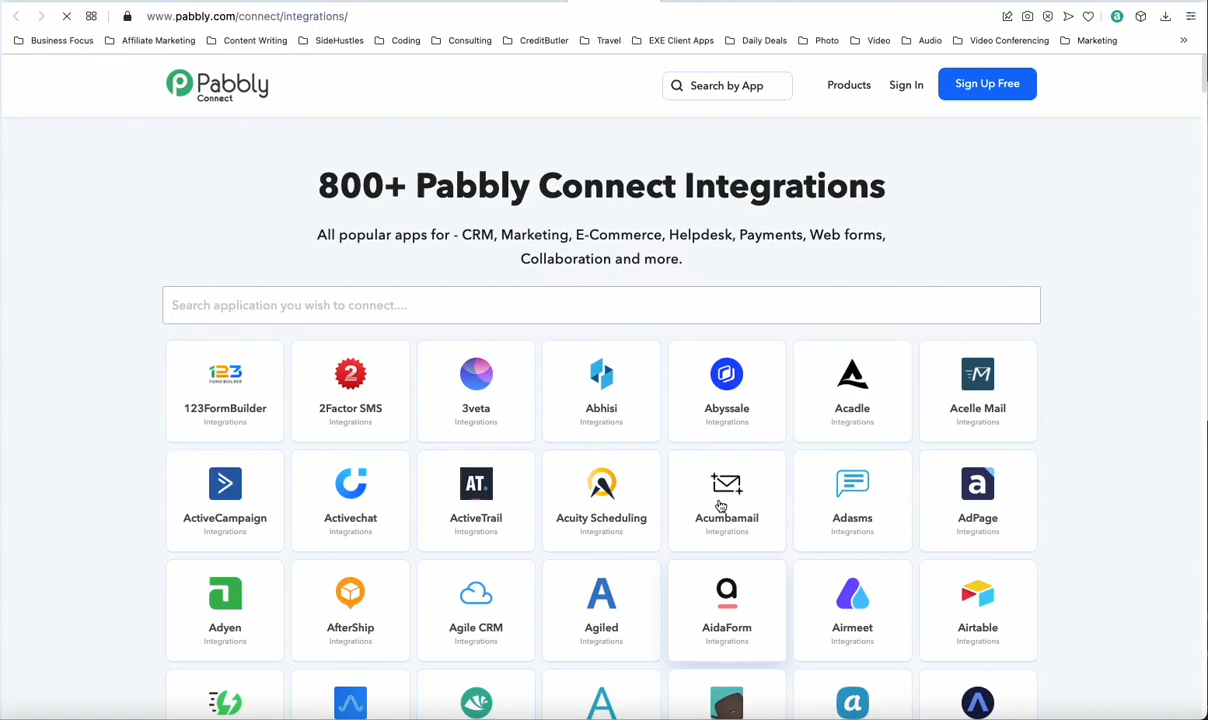 www.pabbly.com/connect/integrations/
Business Focus Affiliate Marketing Content Writing SideHustles Coding Consulting CreditButler Travel EXE Client Apps Daily Deals Photo Video Audio Video Conferencing Marketing »
Pabbly
Connect
Search by App
Products
Sign In
Sign Up Free
800+ Pabbly Connect Integrations
All popular apps for - CRM, Marketing, E-Commerce, Helpdesk, Payments, Web forms,
Collaboration and more.
Search application you wish to connect....
123
FORM BUILDER
2
M
123FormBuilder 2Factor SMS 3veta Abhisi Abyssale Acadle Acelle Mail
Integrations Integrations Integrations Integrations Integrations Integrations Integrations
AT.
a
ActiveCampaign Activechat ActiveTrail Acuity Scheduling Acumbamail Adasms AdPage
Integrations Integrations Integrations Integrations Integrations Integrations Integrations
A
a
Adyen AfterShip Agile CRM Agiled AidaForm Airmeet Airtable
Integrations Integrations Integrations Integrations Integrations Integrations Integrations
a